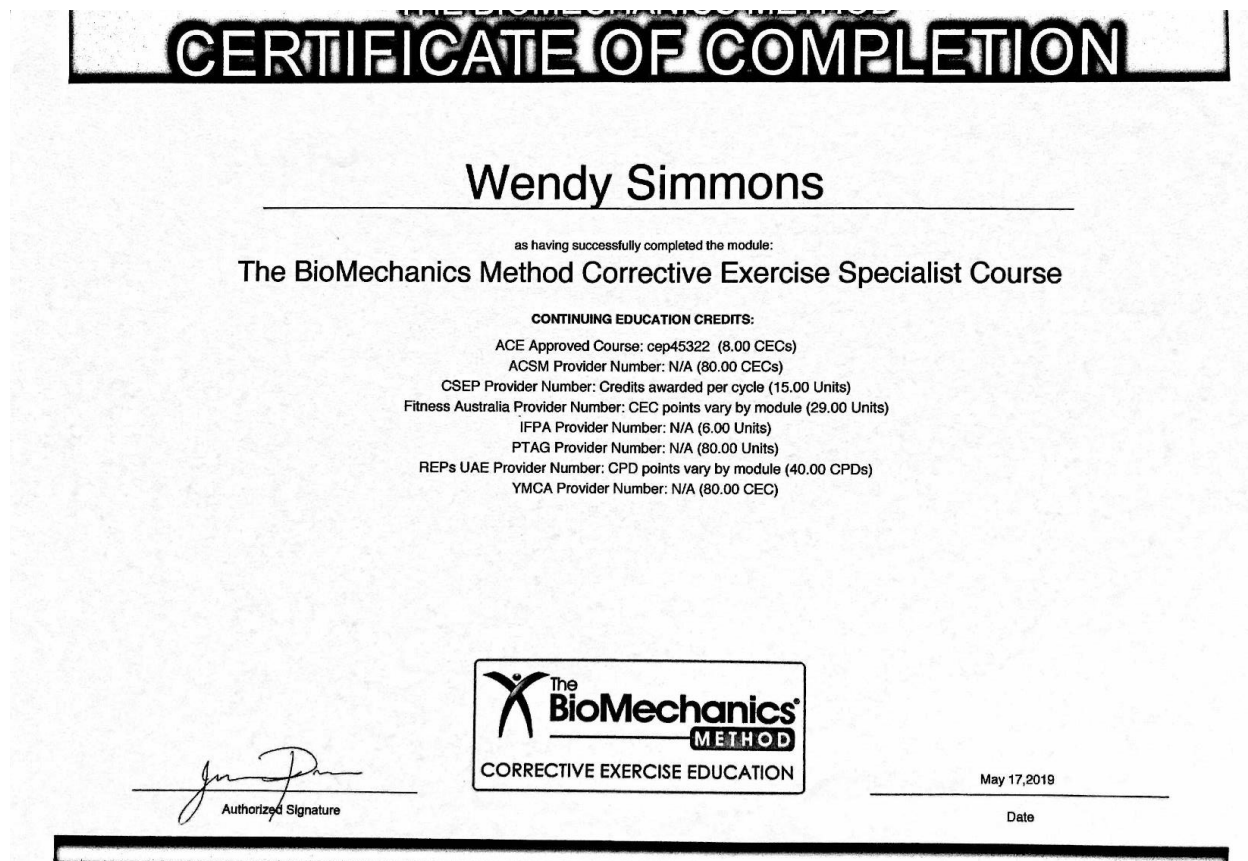 THE BIOMECHANICS METHOD
CERTIFICATE OF COMPLETION
Wendy Simmons
as having successfully completed the module:
The BioMechanics Method Corrective Exercise Specialist Course
CONTINUING EDUCATION CREDITS:
ACE Approved Course: cep45322 (8.00 CECs)
ACSM Provider Number: N/A (80.00 CECs)
CSEP Provider Number: Credits awarded per cycle (15.00 Units)
Fitness Australia Provider Number: CEC points vary by module (29.00 Units)
IFPA Provider Number: N/A (6.00 Units)
PTAG Provider Number: N/A (80.00 Units)
REPs UAE Provider Number: CPD points vary by module (40.00 CPDs)
YMCA Provider Number: N/A (80.00 CEC)
The
BioMechanics®
METHOD
CORRECTIVE EXERCISE EDUCATION
Authorized Signature
May 17,2019
Date